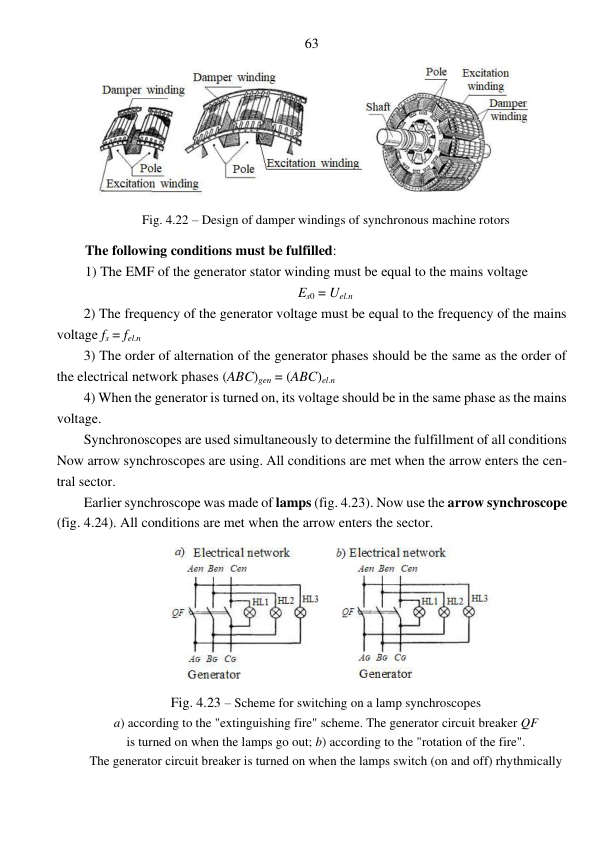 63
Damper winding
Damper winding
Pole
Excitation winding
Pole
Excitation winding
Pole
Excitation
winding
Shaft
Damper
winding
Fig. 4.22 – Design of damper windings of synchronous machine rotors
The following conditions must be fulfilled:
1) The EMF of the generator stator winding must be equal to the mains voltage
Es0 = Uel.n
2) The frequency of the generator voltage must be equal to the frequency of the mains
voltage fs = fel.n
3) The order of alternation of the generator phases should be the same as the order of
the electrical network phases (ABC)gen = (ABC)el.n
4) When the generator is turned on, its voltage should be in the same phase as the mains
voltage.
Synchronoscopes are used simultaneously to determine the fulfillment of all conditions
Now arrow synchroscopes are using. All conditions are met when the arrow enters the cen-
tral sector.
Earlier synchroscope was made of lamps (fig. 4.23). Now use the arrow synchroscope
(fig. 4.24). All conditions are met when the arrow enters the sector.
a) Electrical network
Aen Ben Cen
HL1 HL2 HL3
QF
AG BG CG
Generator
b) Electrical network
Aen Ben Cen
HL1 HL2 HL3
QF
AG BG CG
Generator
Fig. 4.23 – Scheme for switching on a lamp synchroscopes
a) according to the "extinguishing fire" scheme. The generator circuit breaker QF
is turned on when the lamps go out; b) according to the "rotation of the fire".
The generator circuit breaker is turned on when the lamps switch (on and off) rhythmically